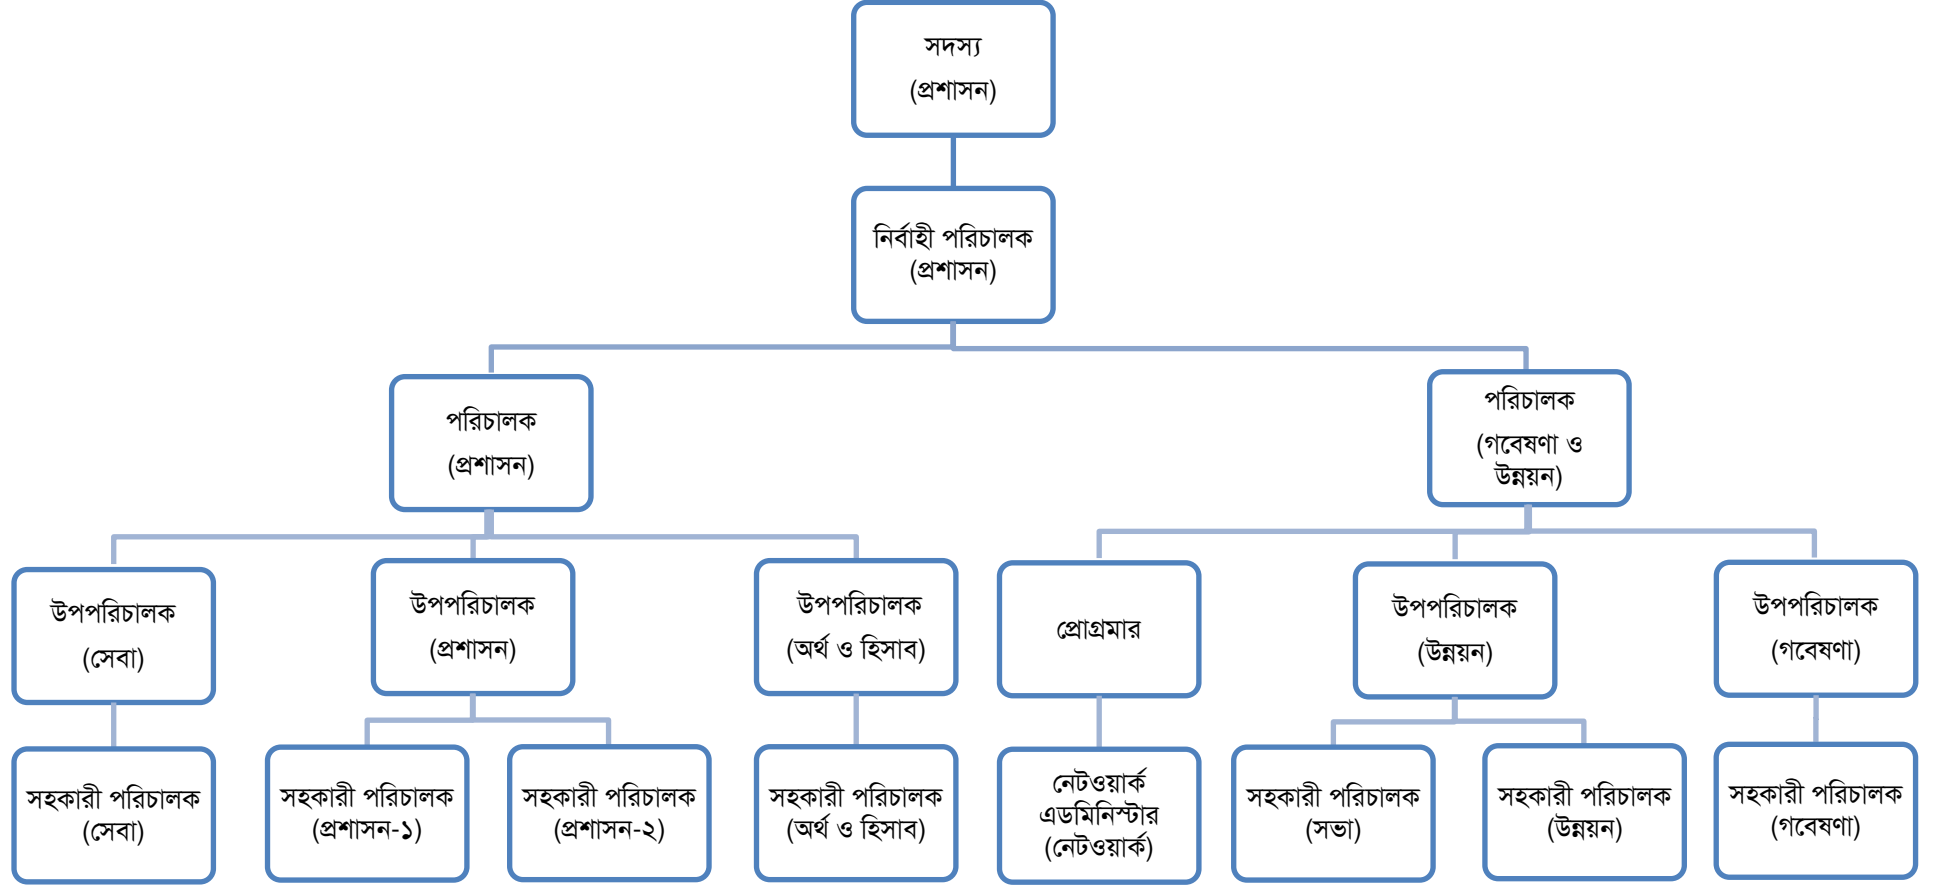 সদস্য
(প্রশাসন)
নির্বাহী পরিচালক
(প্রশাসন)
পরিচালক
(প্রশাসন)
পরিচালক
(গবেষণা ও
উন্নয়ন)
উপপরিচালক
(সেবা)
উপপরিচালক
(প্রশাসন)
উপপরিচালক
(অর্থ ও হিসাব)
প্রোগ্রমার
উপপরিচালক
(উন্নয়ন)
উপপরিচালক
(গবেষণা)
সহকারী পরিচালক
(সেবা)
সহকারী পরিচালক
(প্রশাসন-১)
সহকারী পরিচালক
(প্রশাসন-২)
সহকারী পরিচালক
(অর্থ ও হিসাব)
নেটওয়ার্ক
এডমিনিস্টার
(নেটওয়ার্ক)
সহকারী পরিচালক
(সভা)
সহকারী পরিচালক
(উন্নয়ন)
সহকারী পরিচালক
(গবেষণা)